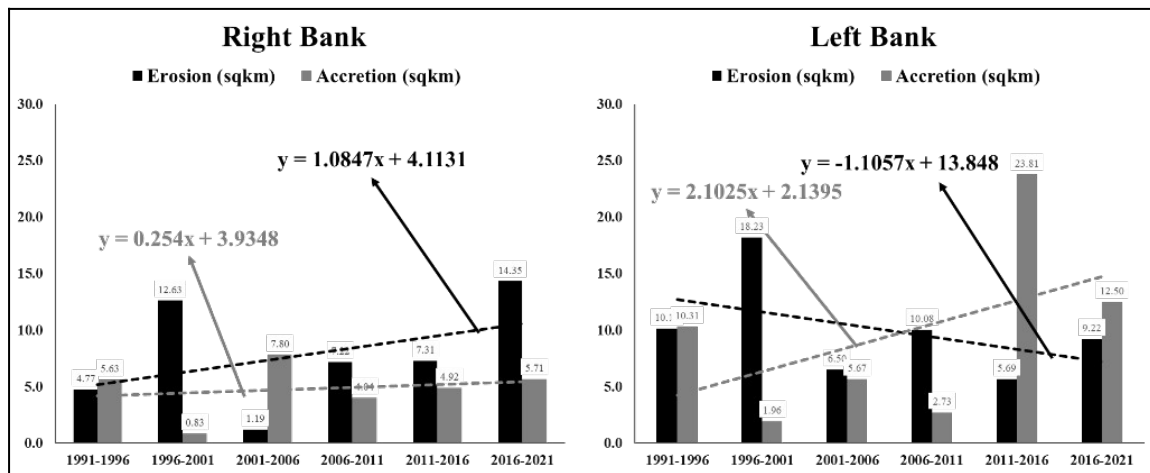 Right Bank
Erosion (sqkm) Accretion (sqkm)
30.0
25.0
20.0
15.0
10.0
5.0
0.0
y = 1.0847x + 4.1131
y = 0.254x + 3.9348
4.77 5.63
12.63 0.83
1.19 7.80
4.04
7.31 4.92
14.35 5.71
1991-1996 1996-2001 2001-2006 2006-2011 2011-2016 2016-2021
Left Bank
Erosion (sqkm) Accretion (sqkm)
30.0
25.0
20.0
15.0
10.0
5.0
0.0
y = -1.1057x + 13.848
y = 2.1025x + 2.1395
10.31
18.23 1.96
6.50 5.67
10.08 2.73
5.69 23.81
9.22 12.50
1991-1996 1996-2001 2001-2006 2006-2011 2011-2016 2016-2021